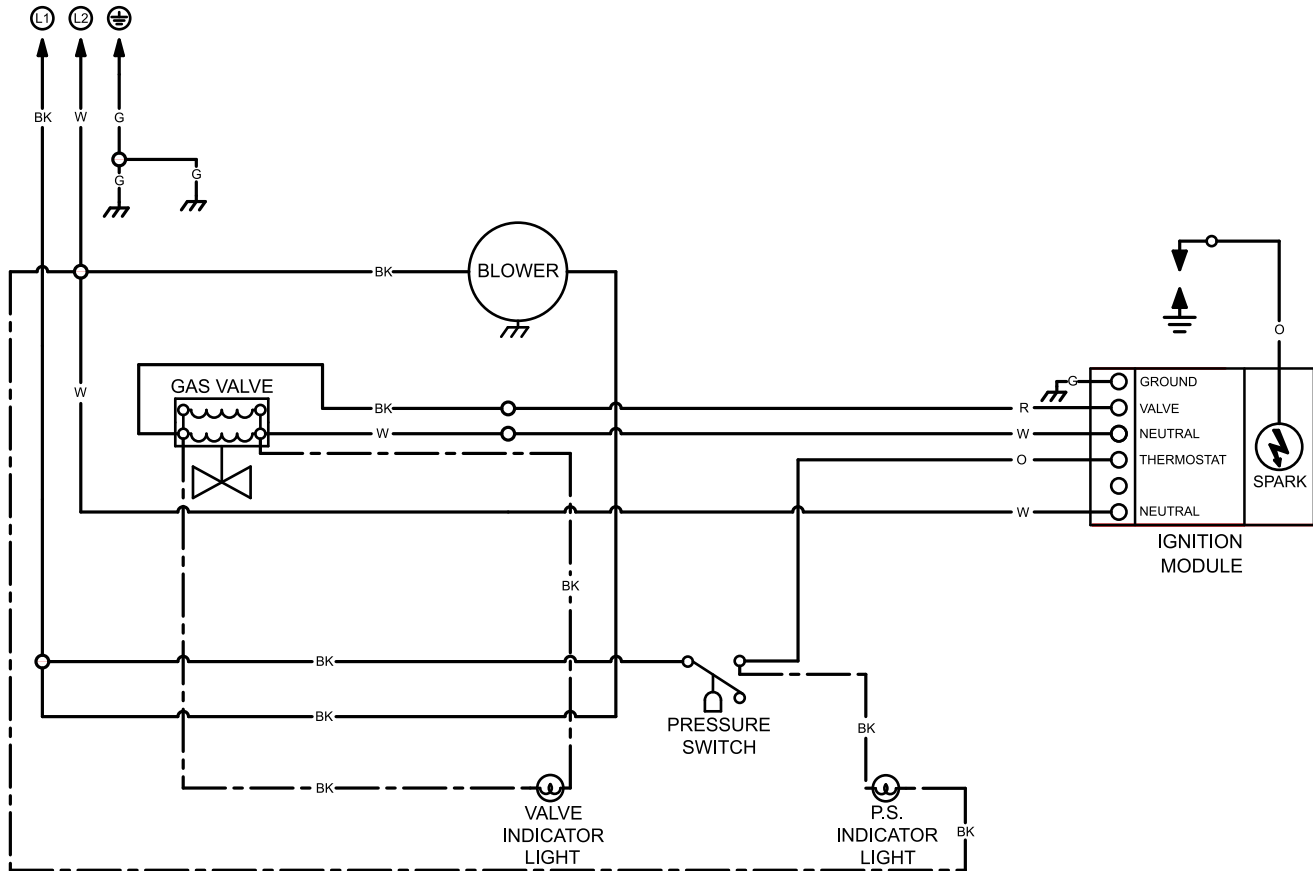 L1 L2
BK W G
G G
BK
BLOWER
W
GAS VALVE
BK
W
O
G
R
W
O
W
GROUND
VALVE
NEUTRAL
THERMOSTAT
NEUTRAL
SPARK
IGNITION
MODULE
BK
BK
BK
PRESSURE
SWITCH
BK
BK
VALVE
INDICATOR
LIGHT
P.S.
INDICATOR
LIGHT
BK